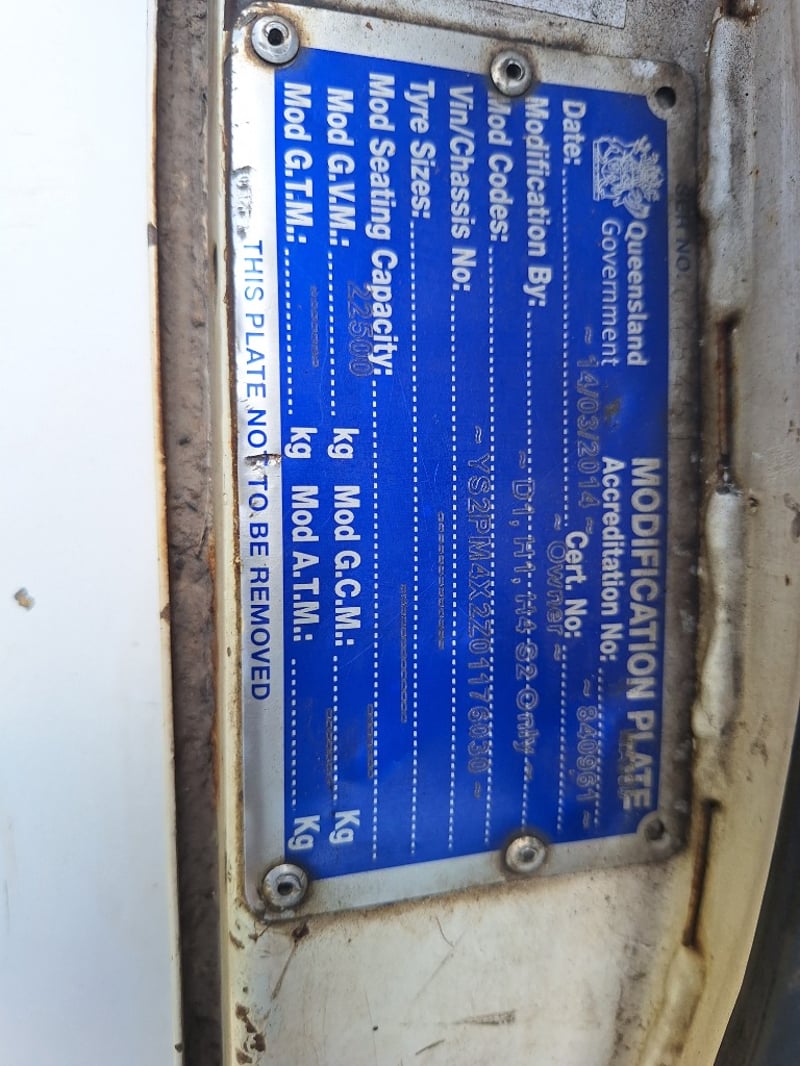 SER NO.
Queensland
Government
MODIFICATION PLATE
Accreditation No:
Date: ~ 14/03/2014 ~ Cert. No:
Modification By: ~ Owner ~
Mod Codes: ~ D1, H1, H4 S2 Only ~
Vin/Chassis No: ~ YS2PM4X2Z01176030 ~
Tyre Sizes:
Mod Seating Capacity:
Mod G.V.M.: 22500 kg Mod G.C.M.: Kg
Mod G.T.M.: kg Mod A.T.M.: Kg
THIS PLATE NOT TO BE REMOVED